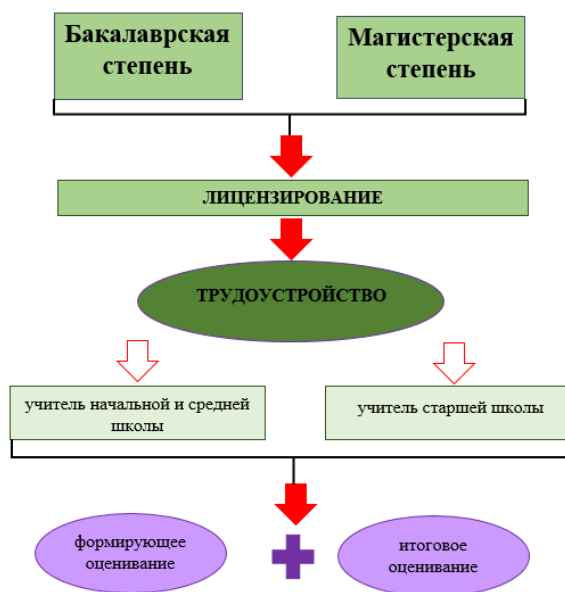 Бакалаврская
степень
Магистерская
степень
ЛИЦЕНЗИРОВАНИЕ
ТРУДОУСТРОЙСТВО
учитель начальной и средней
школы
учитель старшей школы
формирующее
оценивание
итоговое
оценивание